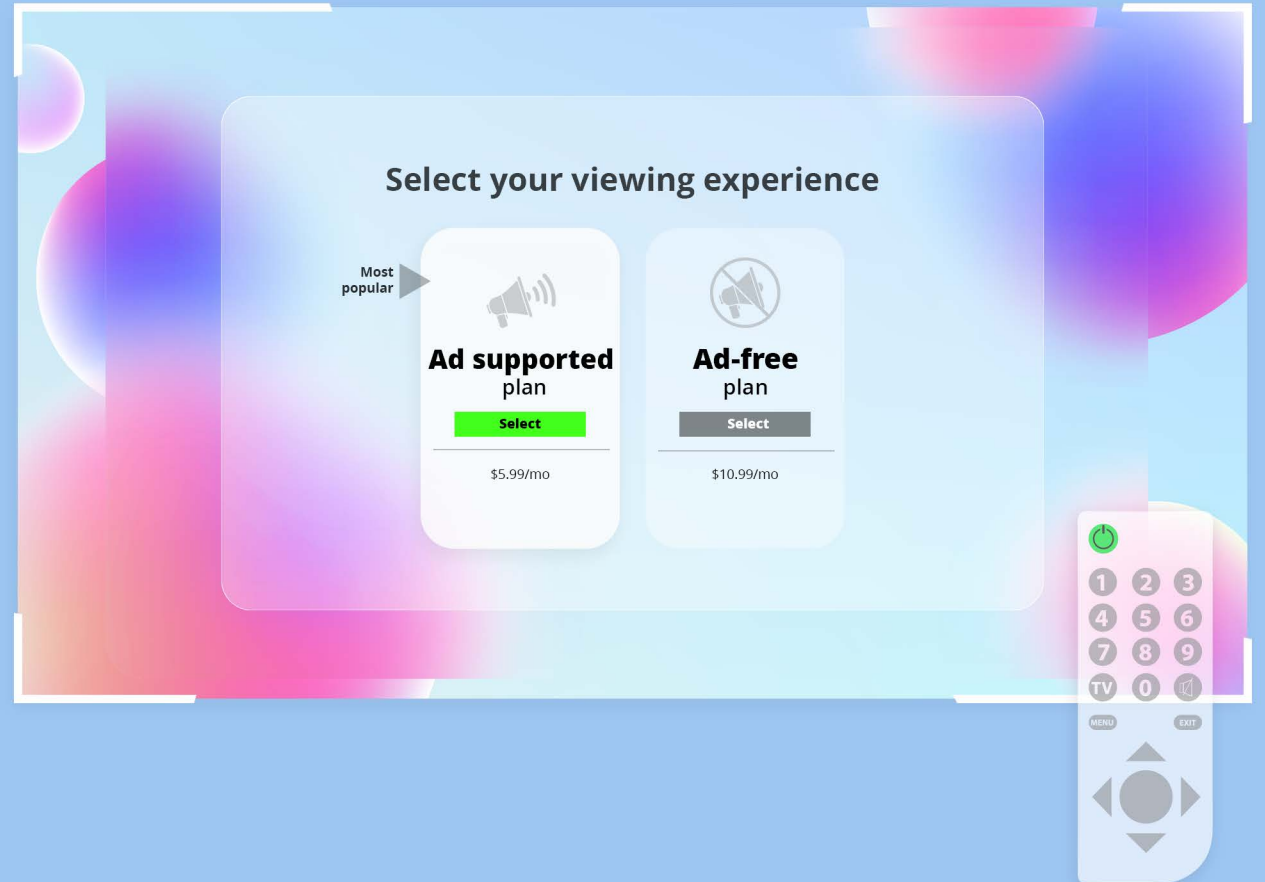 Select your viewing experience
Most
popular
Ad supported
plan
Select
$5.99/mo
Ad-free
plan
Select
$10.99/mo
1 2 3
4 5 6
7 8 9
TV 0
MENU EXIT